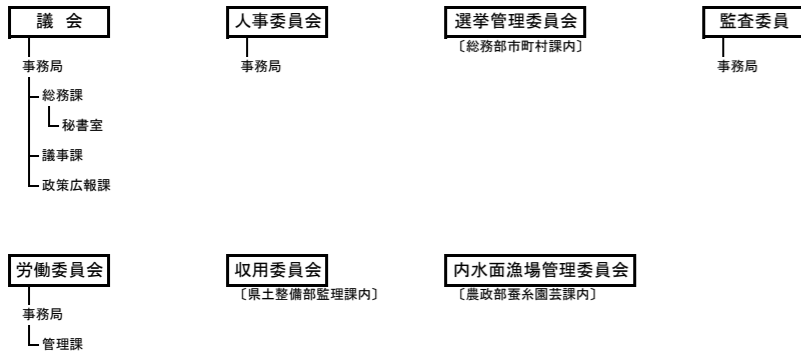 議 会
事務局
総務課
秘書室
議事課
政策広報課
人事委員会
事務局
選挙管理委員会
〔総務部市町村課内〕
監査委員
事務局
労働委員会
事務局
管理課
収用委員会
〔県土整備部監理課内〕
内水面漁場管理委員会
〔農政部蚕糸園芸課内〕